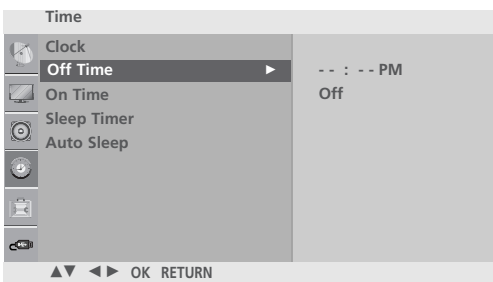 Time
Clock
Off Time ►
- - : - - PM
On Time
Off
Sleep Timer
Auto Sleep
▲▼ ◄► OK RETURN